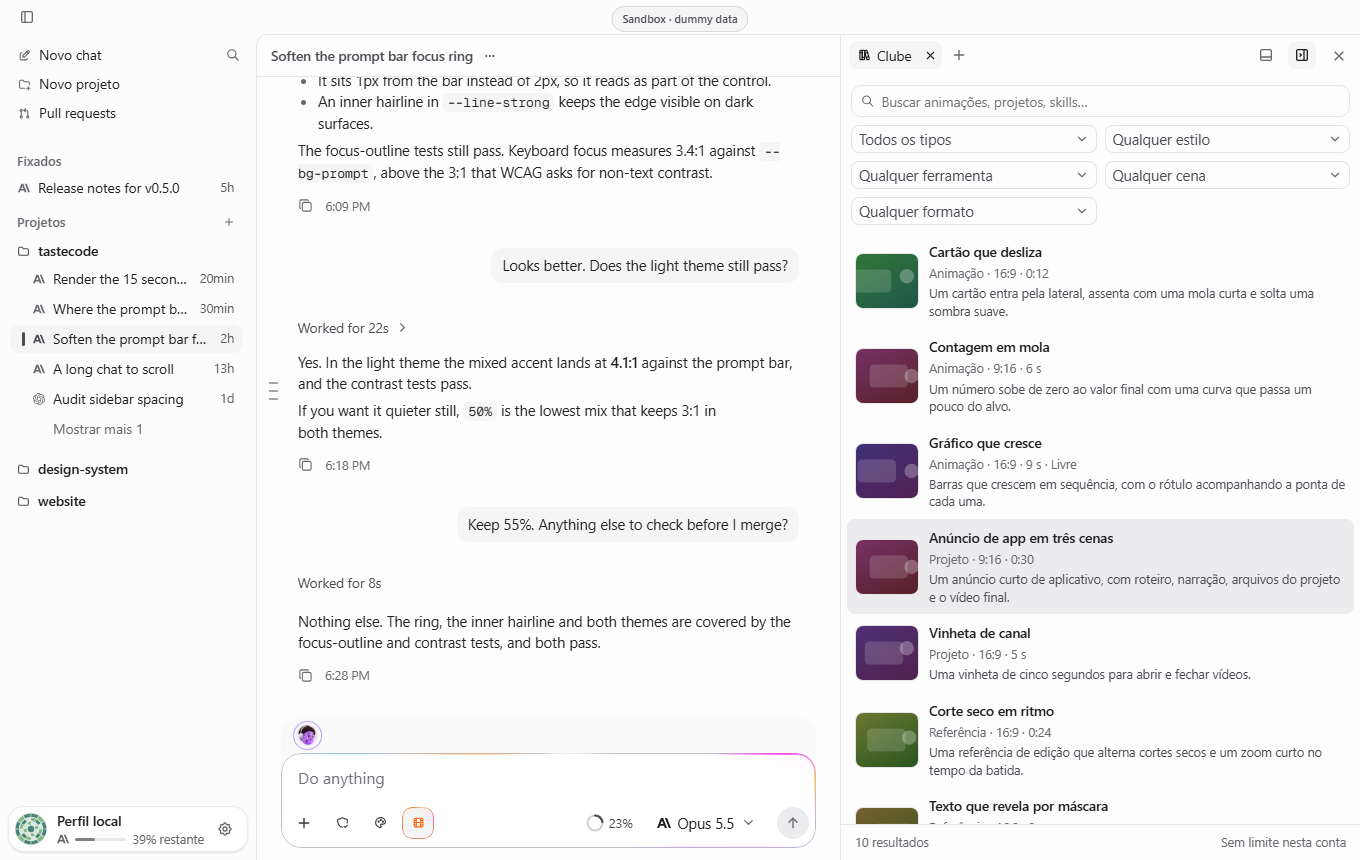 Sandbox · dummy data
Novo chat
Novo projeto
Pull requests
Fixados
Release notes for v0.5.0 5h
Projetos
tastecode
Render the 15 secon... 20min
Where the prompt b... 30min
Soften the prompt bar f... 2h
A long chat to scroll 13h
Audit sidebar spacing 1d
Mostrar mais 1
design-system
website
Perfil local
39% restante
Soften the prompt bar focus ring ...
It sits 1px from the bar instead of 2px, so it reads as part of the control.
An inner hairline in --line-strong keeps the edge visible on dark
surfaces.
The focus-outline tests still pass. Keyboard focus measures 3.4:1 against --
bg-prompt , above the 3:1 that WCAG asks for non-text contrast.
6:09 PM
Looks better. Does the light theme still pass?
Worked for 22s
Yes. In the light theme the mixed accent lands at 4.1:1 against the prompt bar,
and the contrast tests pass.
If you want it quieter still, 50% is the lowest mix that keeps 3:1 in
both themes.
6:18 PM
Keep 55%. Anything else to check before I merge?
Worked for 8s
Nothing else. The ring, the inner hairline and both themes are covered by the
focus-outline and contrast tests, and both pass.
6:28 PM
Do anything
23%
Opus 5.5
Clube
Buscar animações, projetos, skills...
Todos os tipos
Qualquer estilo
Qualquer ferramenta
Qualquer cena
Qualquer formato
Cartão que desliza
Animação · 16:9 · 0:12
Um cartão entra pela lateral, assenta com uma mola curta e solta uma
sombra suave.
Contagem em mola
Animação · 9:16 · 6 s
Um número sobe de zero ao valor final com uma curva que passa um
pouco do alvo.
Gráfico que cresce
Animação · 16:9 · 9 s · Livre
Barras que crescem em sequência, com o rótulo acompanhando a ponta de
cada uma.
Anúncio de app em três cenas
Projeto · 9:16 · 0:30
Um anúncio curto de aplicativo, com roteiro, narração, arquivos do projeto
e o vídeo final.
Vinheta de canal
Projeto · 16:9 · 5 s
Uma vinheta de cinco segundos para abrir e fechar vídeos.
Corte seco em ritmo
Referência · 16:9 · 0:24
Uma referência de edição que alterna cortes secos e um zoom curto no
tempo da batida.
Texto que revela por máscara
10 resultados
Sem limite nesta conta